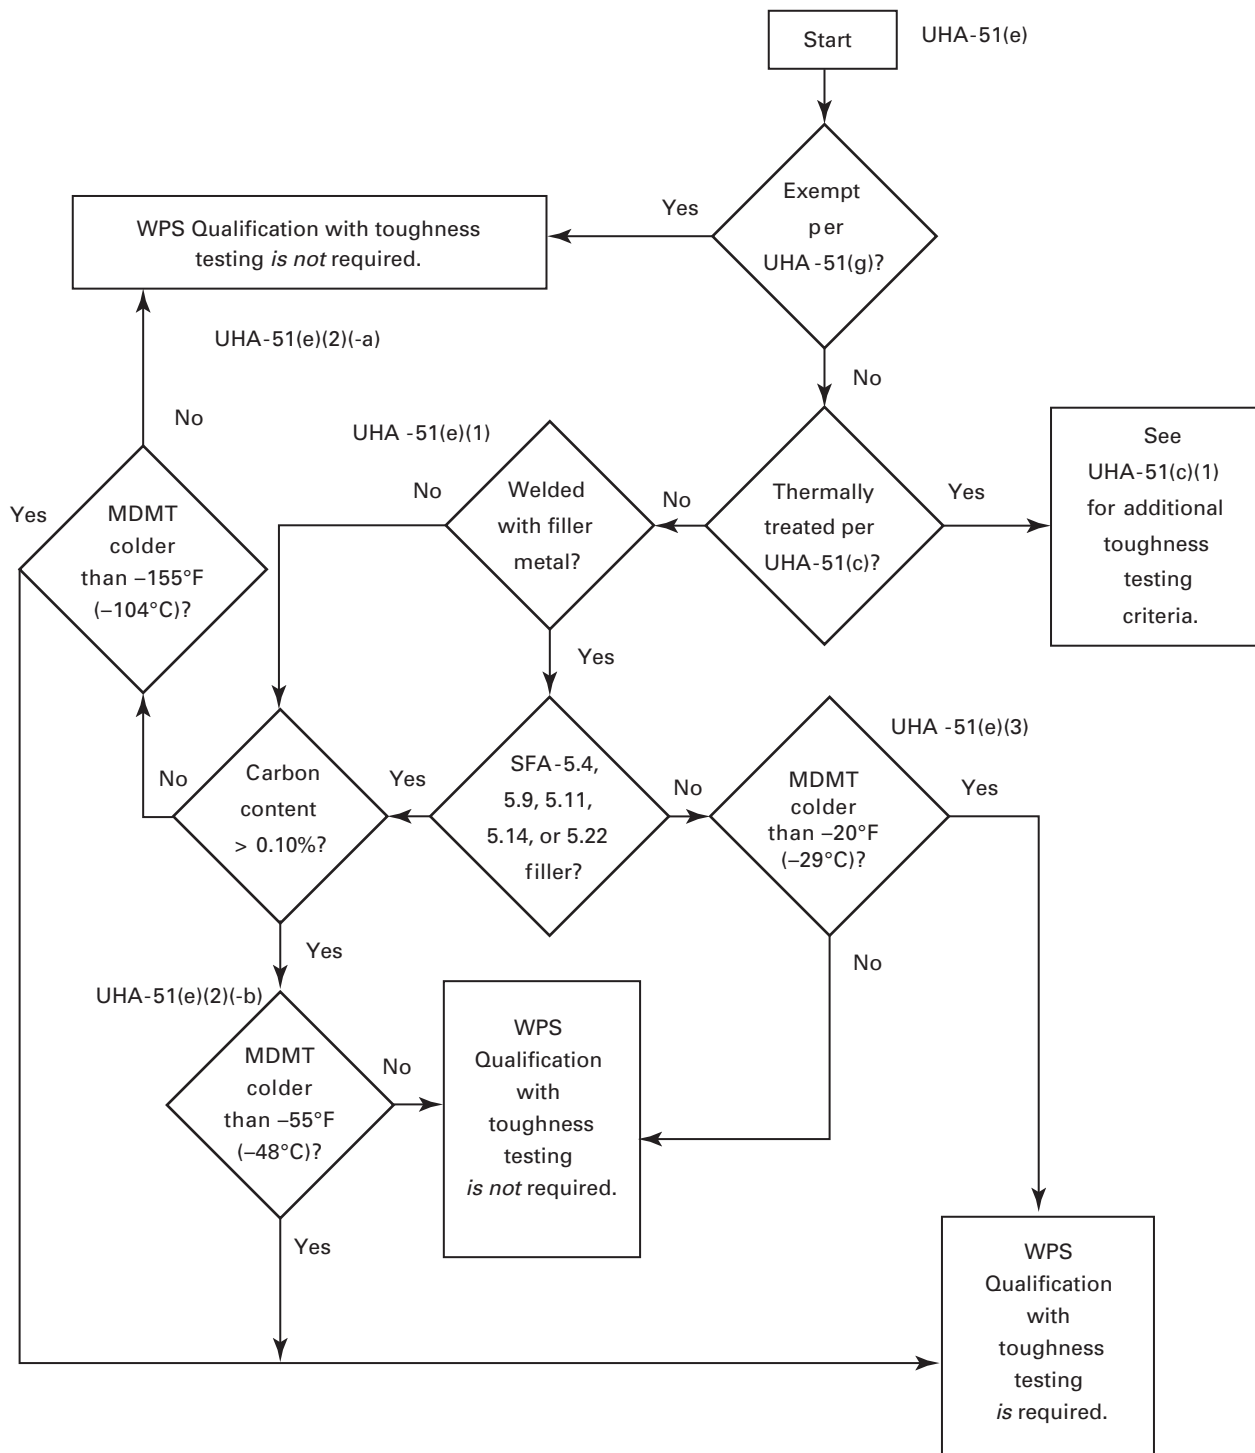 Start
UHA-51(e)
Exempt
per
UHA-51(g)?
Yes
WPS Qualification with toughness
testing is not required.
No
UHA-51(e)(2)(-a)
No
UHA -51(e)(1)
See
UHA-51(c)(1)
for additional
toughness
testing
criteria.
Yes
MDMT
colder
than –155°F
(–104°C)?
No
Welded
with filler
metal?
No
Thermally
treated per
UHA-51(c)?
Yes
Yes
UHA -51(e)(3)
No
Carbon
content
> 0.10%?
Yes
SFA-5.4,
5.9, 5.11,
5.14, or 5.22
filler?
No
MDMT
colder
than –20°F
(–29°C)?
Yes
Yes
No
UHA-51(e)(2)(-b)
MDMT
colder
than –55°F
(–48°C)?
No
WPS
Qualification
with
toughness
testing
is not required.
Yes
WPS
Qualification
with
toughness
testing
is required.